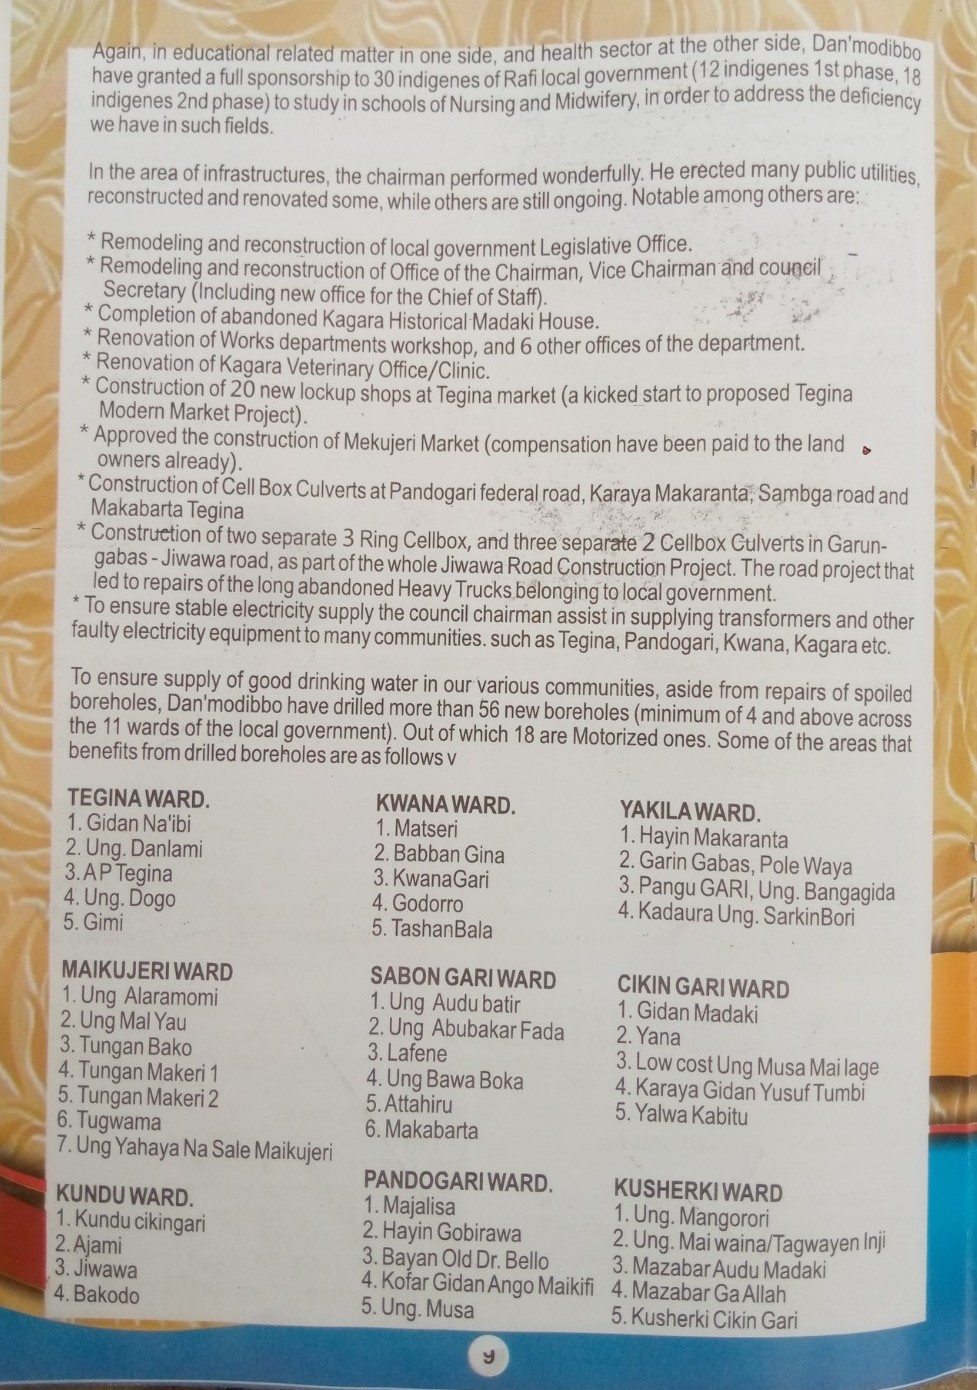 Again, in educational related matter in one side, and health sector at the other side, Dan'modibbo
have granted a full sponsorship to 30 indigenes of Rafi local government (12 indigenes 1st phase, 18
indigenes 2nd phase) to study in schools of Nursing and Midwifery, in order to address the deficiency
we have in such fields.
In the area of infrastructures, the chairman performed wonderfully. He erected many public utilities,
reconstructed and renovated some, while others are still ongoing. Notable among others are:
* Remodeling and reconstruction of local government Legislative Office.
* Remodeling and reconstruction of Office of the Chairman, Vice Chairman and council
Secretary (Including new office for the Chief of Staff).
* Completion of abandoned Kagara Historical Madaki House.
* Renovation of Works departments workshop, and 6 other offices of the department.
* Renovation of Kagara Veterinary Office/Clinic.
* Construction of 20 new lockup shops at Tegina market (a kicked start to proposed Tegina
Modern Market Project).
* Approved the construction of Mekujeri Market (compensation have been paid to the land
owners already).
* Construction of Cell Box Culverts at Pandogari federal road, Karaya Makaranta, Sambga road and
Makabarta Tegina
* Construction of two separate 3 Ring Cellbox, and three separate 2 Cellbox Culverts in Garun-
gabas - Jiwawa road, as part of the whole Jiwawa Road Construction Project. The road project that
led to repairs of the long abandoned Heavy Trucks belonging to local government.
* To ensure stable electricity supply the council chairman assist in supplying transformers and other
faulty electricity equipment to many communities. such as Tegina, Pandogari, Kwana, Kagara etc.
To ensure supply of good drinking water in our various communities, aside from repairs of spoiled
boreholes, Dan'modibbo have drilled more than 56 new boreholes (minimum of 4 and above across
the 11 wards of the local government). Out of which 18 are Motorized ones. Some of the areas that
benefits from drilled boreholes are as follows v
TEGINA WARD.
1. Gidan Na'ibi
2. Ung. Danlami
3. AP Tegina
4. Ung. Dogo
5. Gimi
KWANA WARD.
1. Matseri
2. Babban Gina
3. KwanaGari
4. Godorro
5. TashanBala
YAKILA WARD.
1. Hayin Makaranta
2. Garin Gabas, Pole Waya
3. Pangu GARI, Ung. Bangagida
4. Kadaura Ung. SarkinBori
MAIKUJERI WARD
1. Ung Alaramomi
2. Ung Mal Yau
3. Tungan Bako
4. Tungan Makeri 1
5. Tungan Makeri 2
6. Tugwama
7. Ung Yahaya Na Sale Maikujeri
SABON GARI WARD
1. Ung Audu batir
2. Ung Abubakar Fada
3. Lafene
4. Ung Bawa Boka
5. Attahiru
6. Makabarta
CIKIN GARI WARD
1. Gidan Madaki
2. Yana
3. Low cost Ung Musa Mai lage
4. Karaya Gidan Yusuf Tumbi
5. Yalwa Kabitu
KUNDU WARD.
1. Kundu cikingari
2. Ajami
3. Jiwawa
4. Bakodo
PANDOGARI WARD.
1. Majalisa
2. Hayin Gobirawa
3. Bayan Old Dr. Bello
4. Kofar Gidan Ango Maikifi
5. Ung. Musa
KUSHERKI WARD
1. Ung. Mangorori
2. Ung. Mai waina/Tagwayen Inji
3. Mazabar Audu Madaki
4. Mazabar Ga Allah
5. Kusherki Cikin Gari